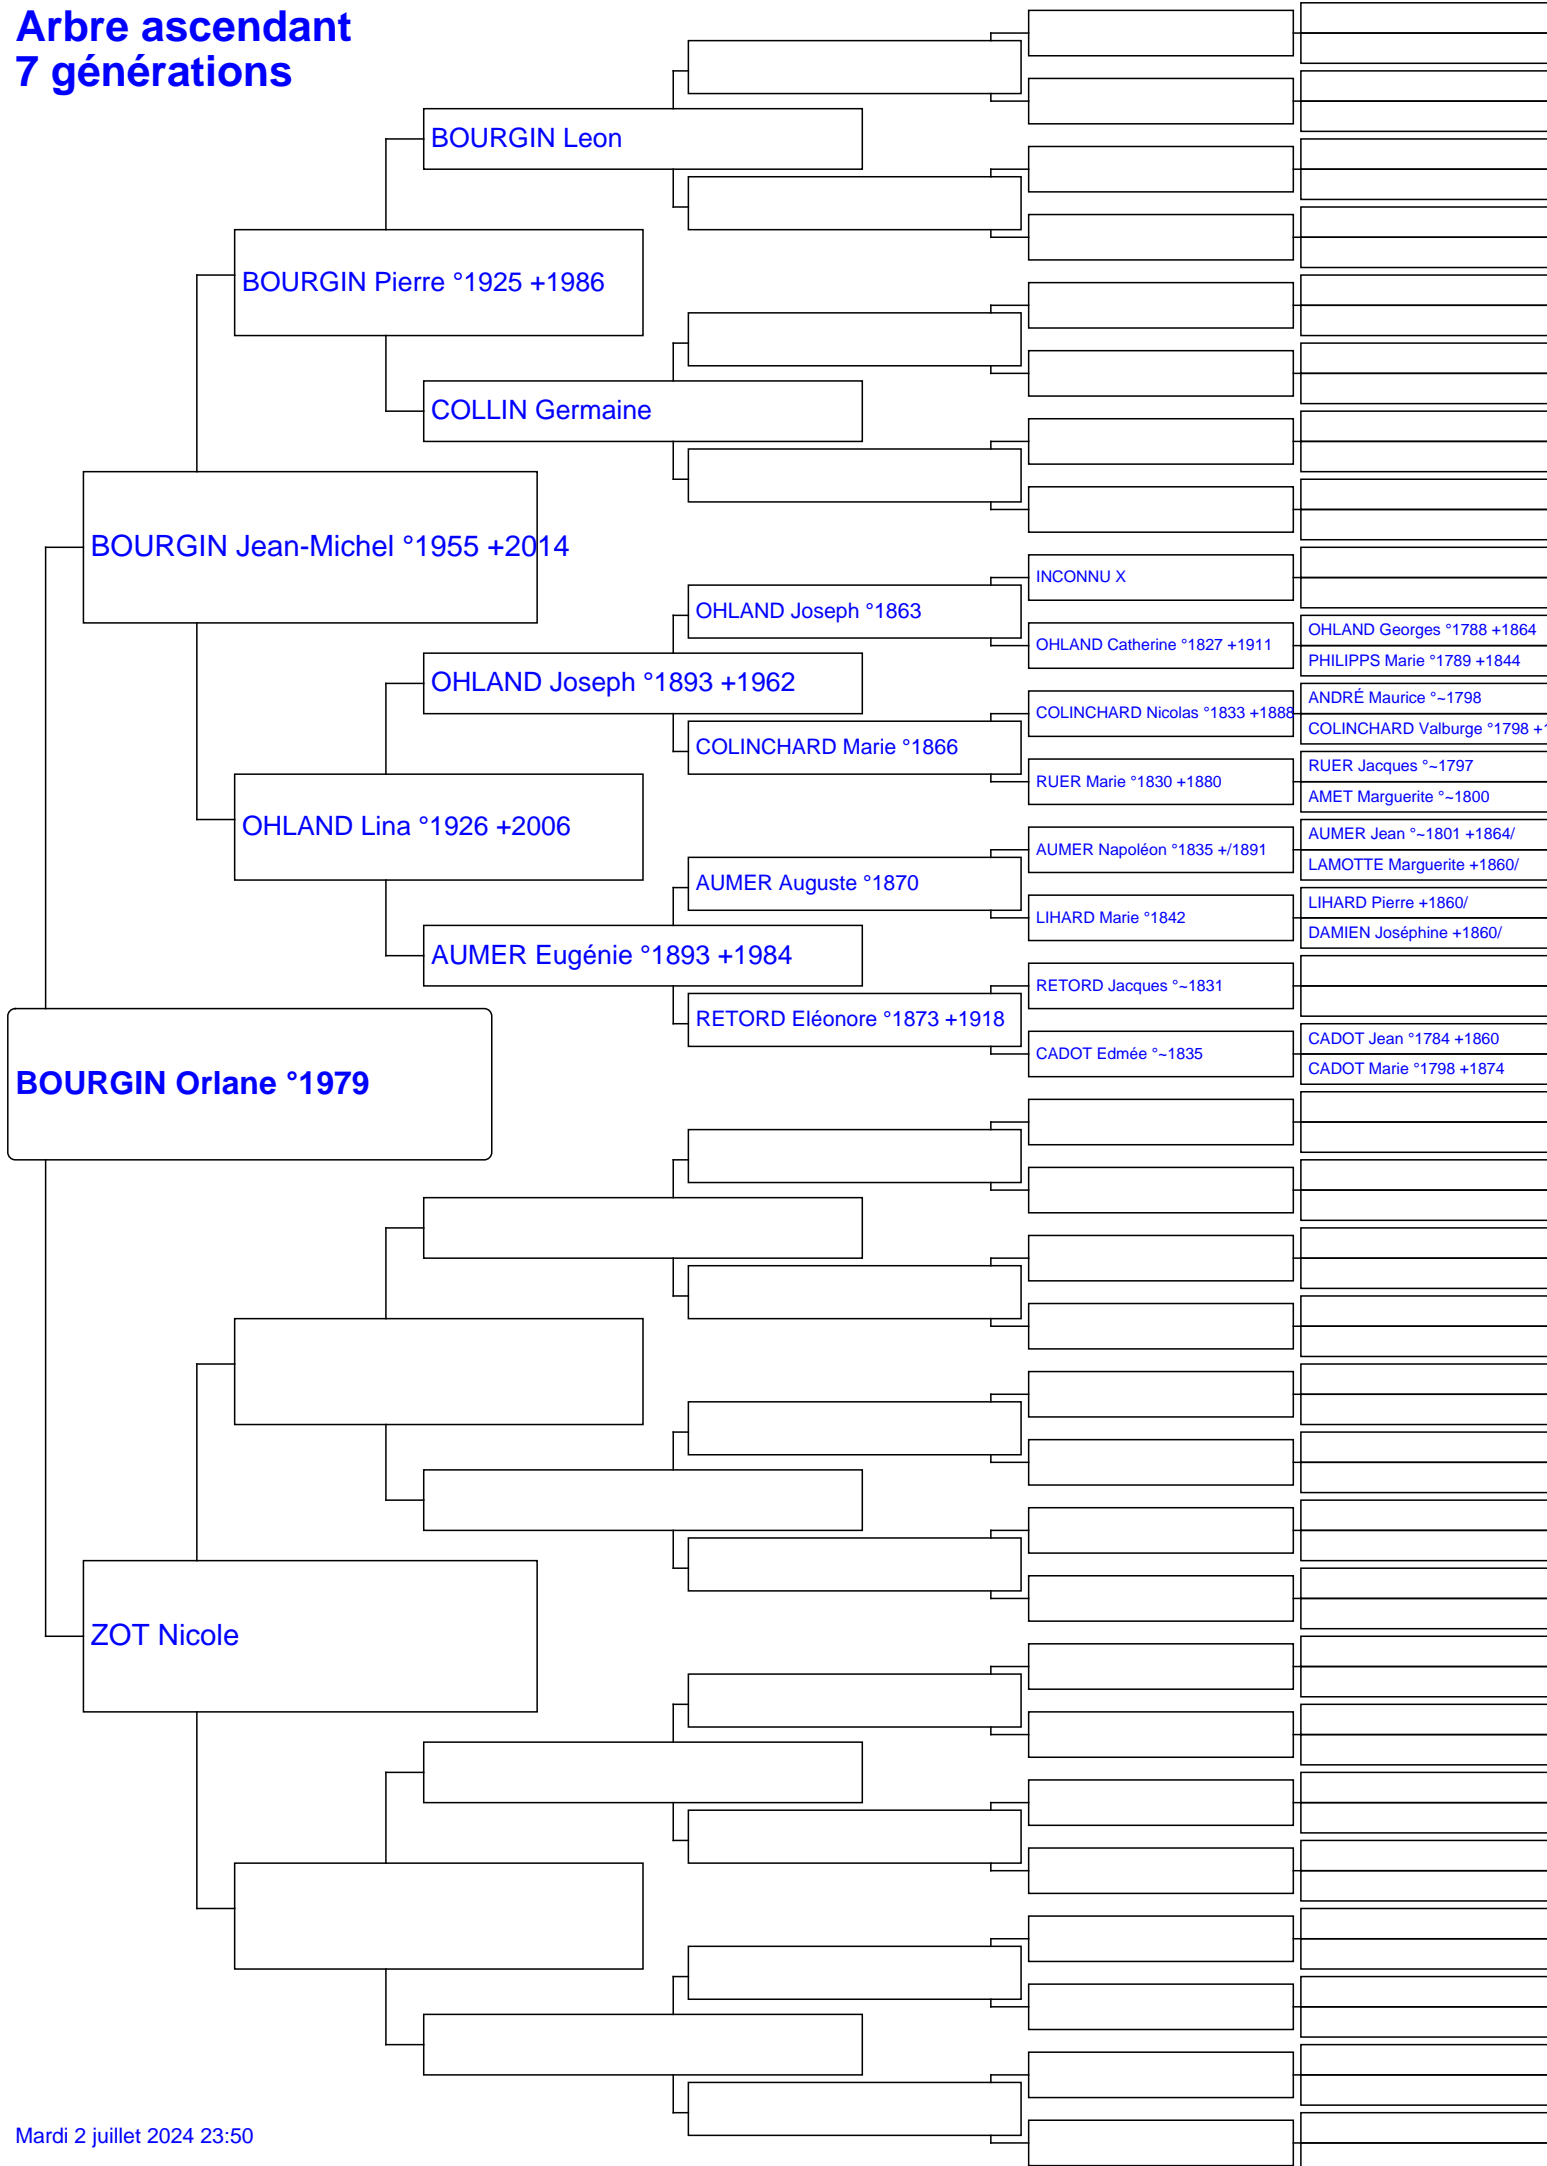 Arbre ascendant
7 générations
BOURGIN Leon
BOURGIN Pierre °1925 +1986
COLLIN Germaine
BOURGIN Jean-Michel °1955 +2014
INCONNU X
OHLAND Joseph °1863
OHLAND Georges °1788 +1864
OHLAND Catherine °1827 +1911
PHILIPPS Marie °1789 +1844
OHLAND Joseph °1893 +1962
ANDRÉ Maurice °~1798
COLINCHARD Nicolas °1833 +1888
COLINCHARD Valburge °1798 +1
COLINCHARD Marie °1866
RUER Jacques °~1797
RUER Marie °1830 +1880
AMET Marguerite °~1800
OHLAND Lina °1926 +2006
AUMER Jean °~1801 +1864/
AUMER Napoléon °1835 +/1891
LAMOTTE Marguerite +1860/
AUMER Auguste °1870
LIHARD Pierre +1860/
LIHARD Marie °1842
DAMIEN Joséphine +1860/
AUMER Eugénie °1893 +1984
RETORD Jacques °~1831
RETORD Eléonore °1873 +1918
CADOT Jean °1784 +1860
CADOT Edmée °~1835
CADOT Marie °1798 +1874
BOURGIN Orlane °1979
ZOT Nicole
Mardi 2 juillet 2024 23:50